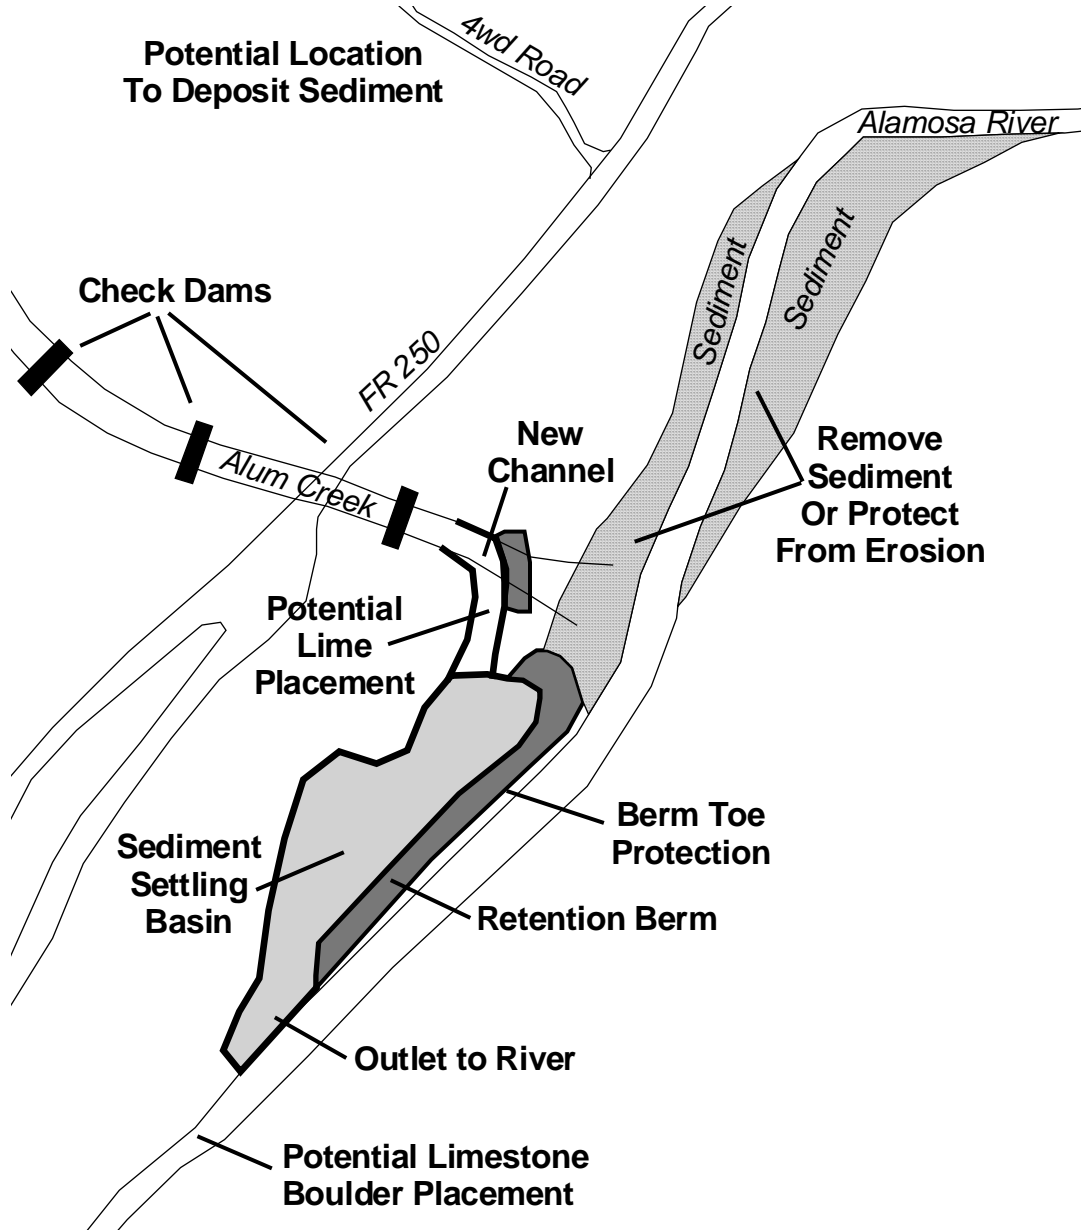 Potential Location
To Deposit Sediment
4wd Road
Alamosa River
Sediment
Sediment
Check Dams
FR 250
New
Channel
Alum Creek
Remove
Sediment
Or Protect
From Erosion
Potential
Lime
Placement
Berm Toe
Protection
Sediment
Settling
Basin
Retention Berm
Outlet to River
Potential Limestone
Boulder Placement